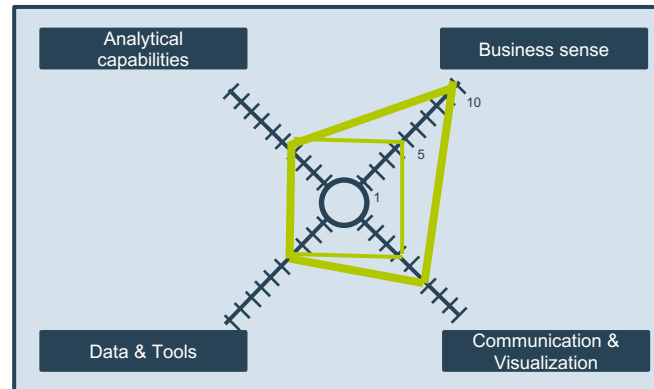 Analytical
capabilities
Business sense
10
5
1
Data & Tools
Communication &
Visualization